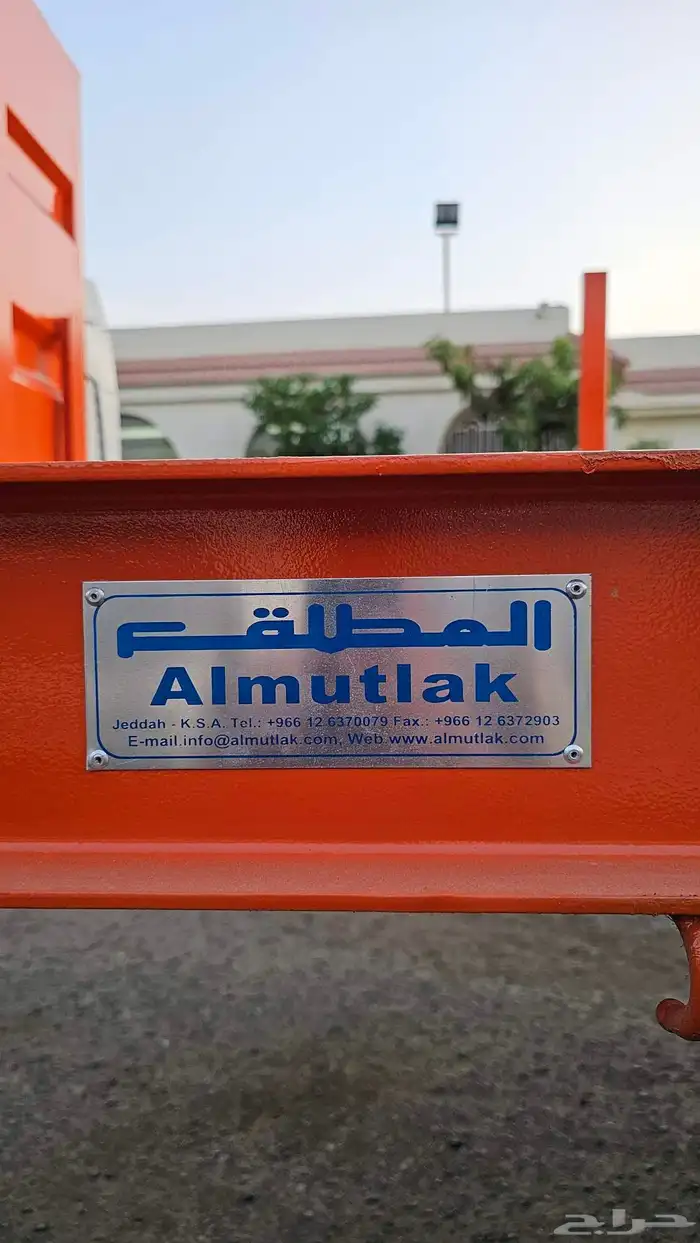 المطلق
Almutlak
Jeddah - K.S.A. Tel.: +966 12 6370079 Fax.: +966 12 6372903
E-mail.info@almutlak.com, Web www.almutlak.com
حراج